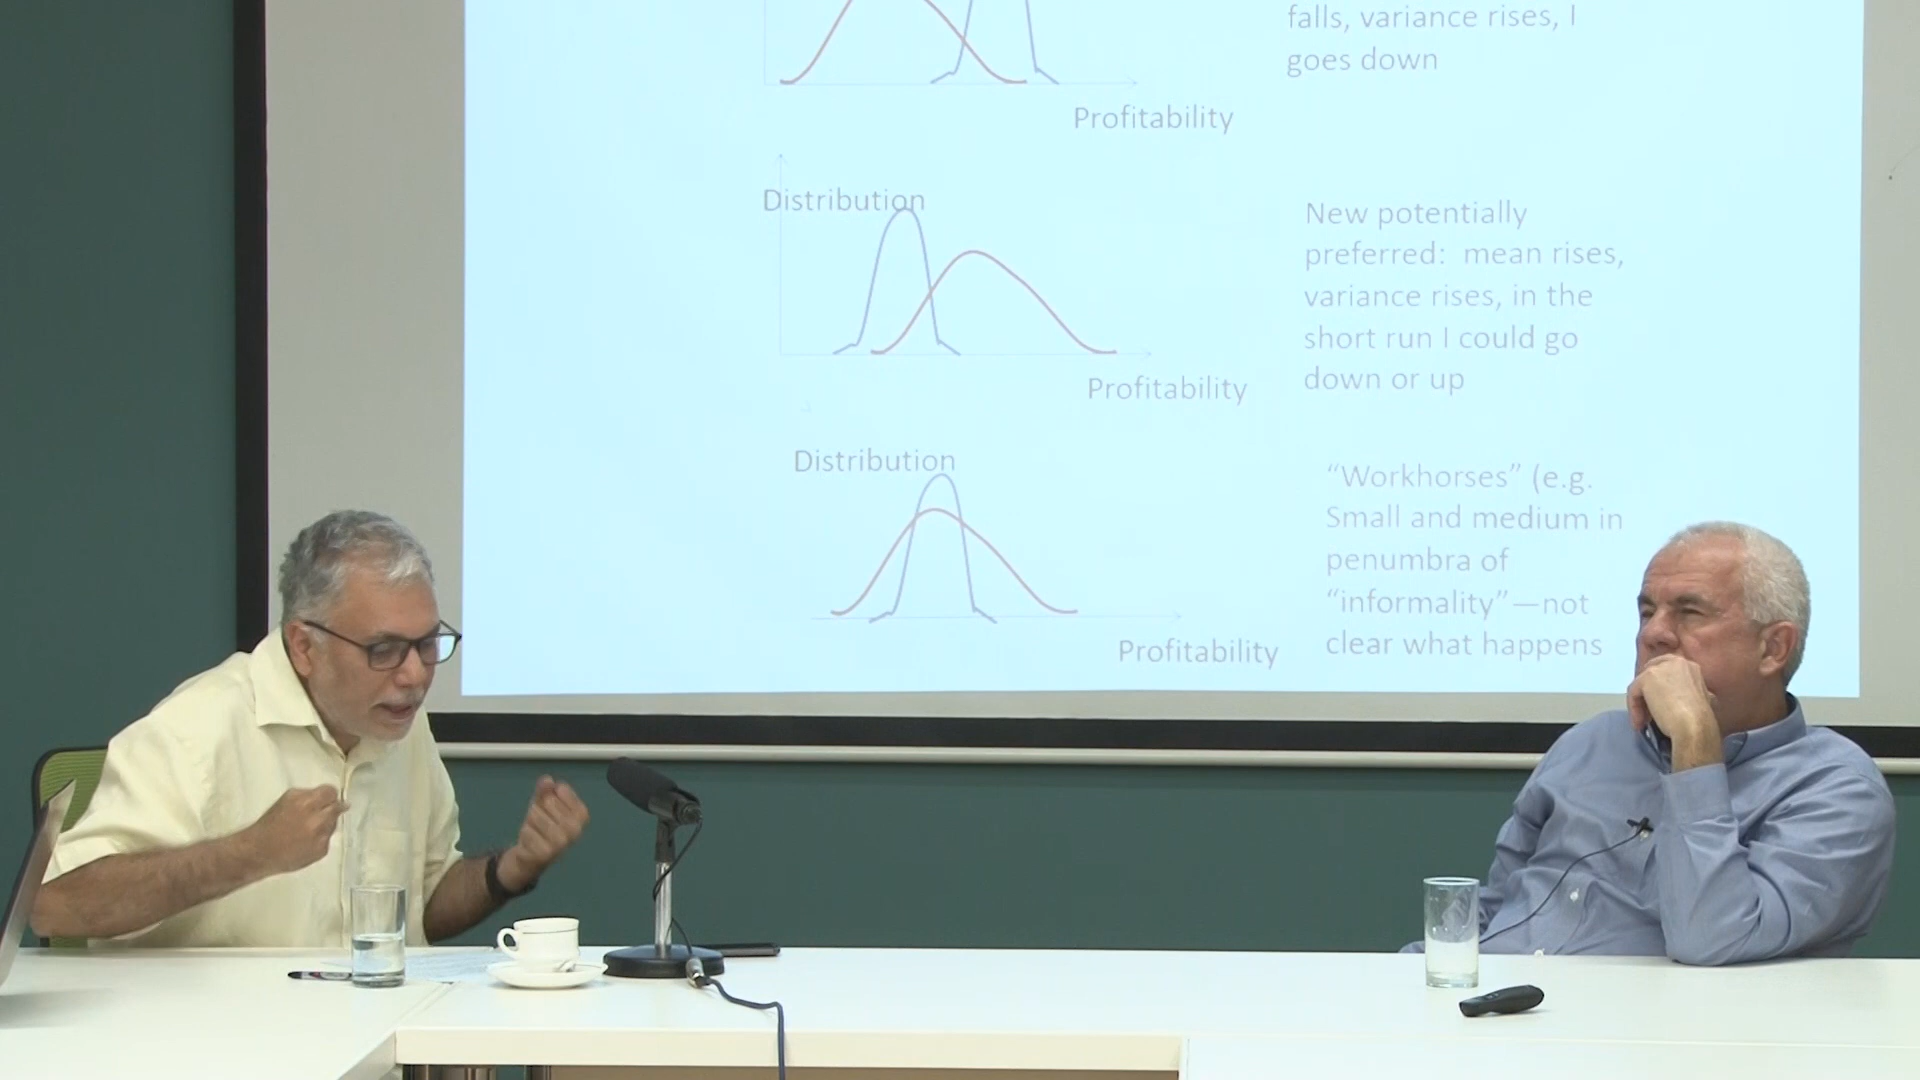 falls, variance rises, I
goes down
Profitability
Distribution
New potentially
preferred: mean rises,
variance rises, in the
short run I could go
down or up
Profitability
Distribution
“Workhorses” (e.g.
Small and medium in
penumbra of
“informality”—not
clear what happens
Profitability